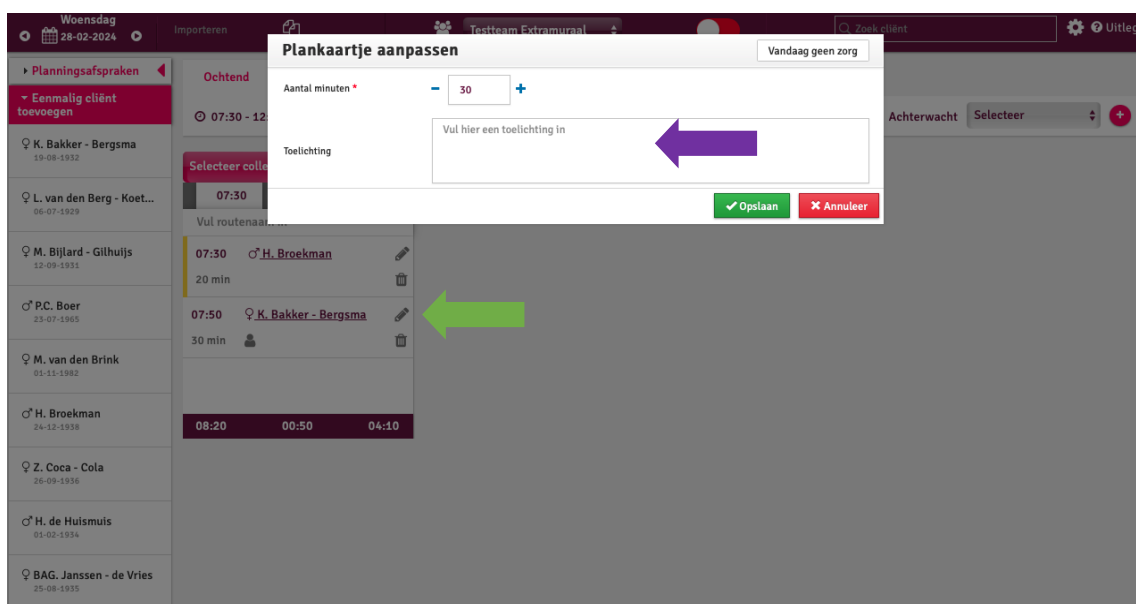 Woensdag
28-02-2024
Importeren
Testteam Extramuraal
Zoek cliënt
Uitleg
Plankaartje aanpassen
Vandaag geen zorg
Aantal minuten *
30
Toelichting
Vul hier een toelichting in
Opslaan
Annuleer
Planningsafspraken
Eenmalig cliënt
toevoegen
K. Bakker - Bergsma
19-08-1932
L. van den Berg - Koet...
06-07-1929
M. Bijlard - Gilhuijs
12-09-1931
P.C. Boer
23-07-1965
M. van den Brink
01-11-1982
H. Broekman
24-12-1938
Z. Coca - Cola
26-09-1936
H. de Huismuis
01-02-1934
BAG. Janssen - de Vries
25-08-1935
Ochtend
07:30 - 12
Achterwacht
Selecteer
Selecteer colle
07:30
Vul routenaam
07:30 H. Broekman
20 min
07:50 K. Bakker - Bergsma
30 min
08:20 00:50 04:10